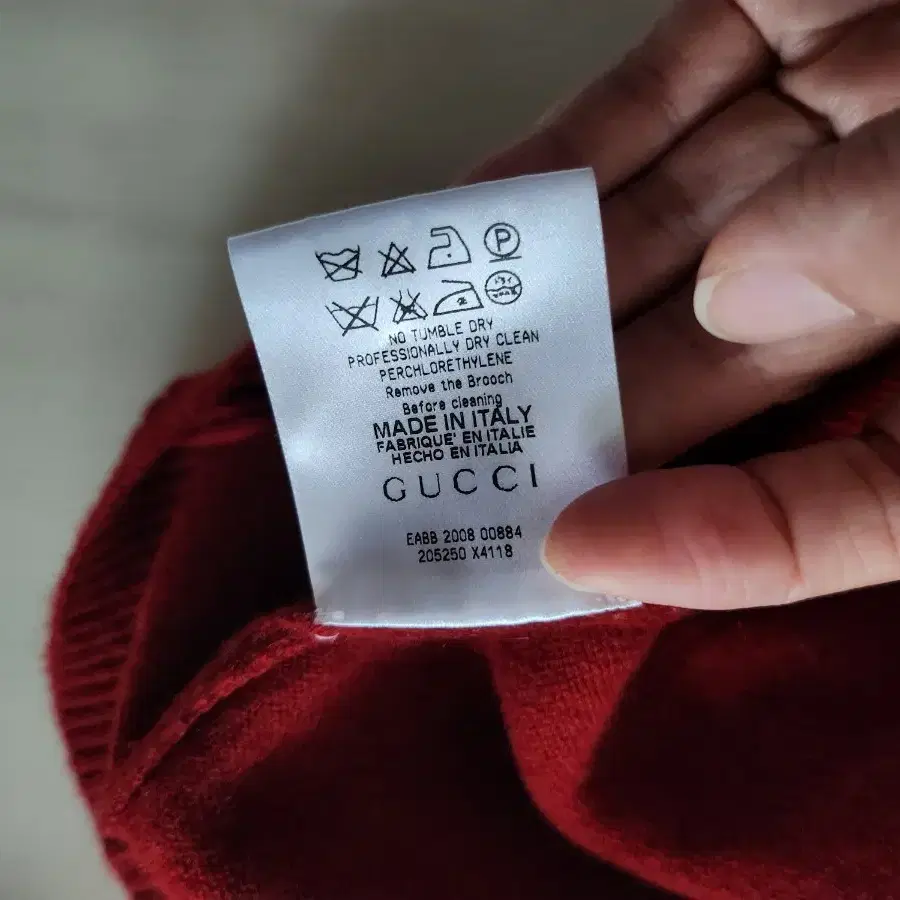 P
2
NO TUMBLE DRY
PROFESSIONALLY DRY CLEAN
PERCHLORETHYLENE
Remove the Brooch
Before cleaning
MADE IN ITALY
FABRIQUE' EN ITALIE
HECHO EN ITALIA
GUCCI
EABB 2008 00884
205250 X4118